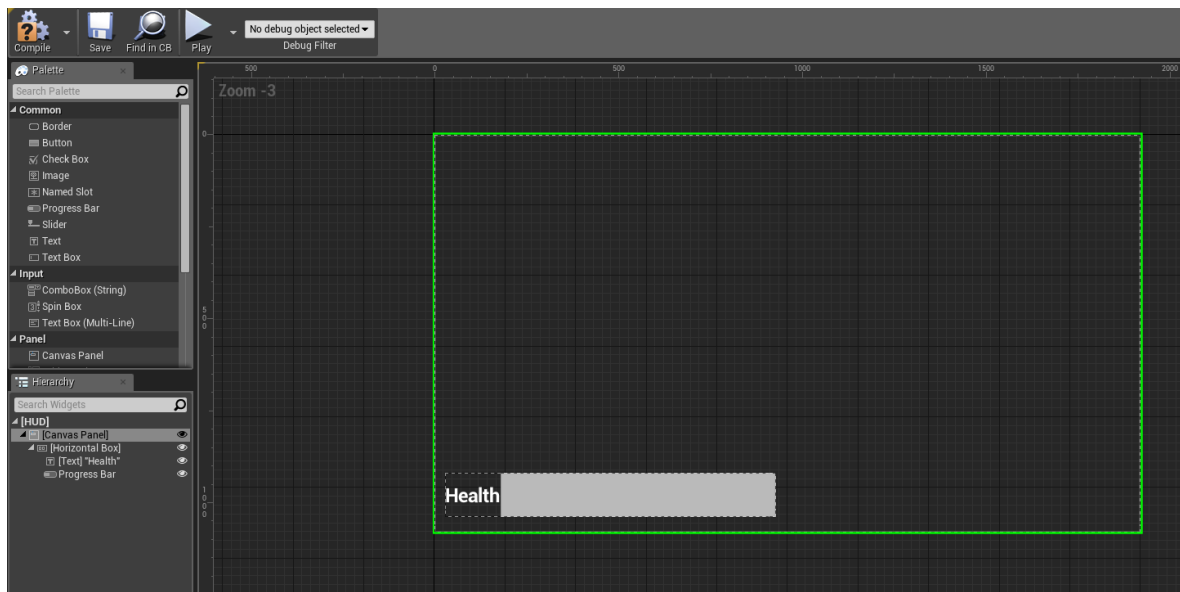 Compile
Save
Find in CB
Play
No debug object selected
Debug Filter
Palette
Search Palette
Common
Border
Button
Check Box
Image
Named Slot
Progress Bar
Slider
Text
Text Box
Input
ComboBox (String)
Spin Box
Text Box (Multi-Line)
Panel
Canvas Panel
Hierarchy
Search Widgets
[HUD]
[Canvas Panel]
[Horizontal Box]
[Text] "Health"
Progress Bar
500 0 500 1000 1500 2000
Zoom -3
0
500
1000
Health